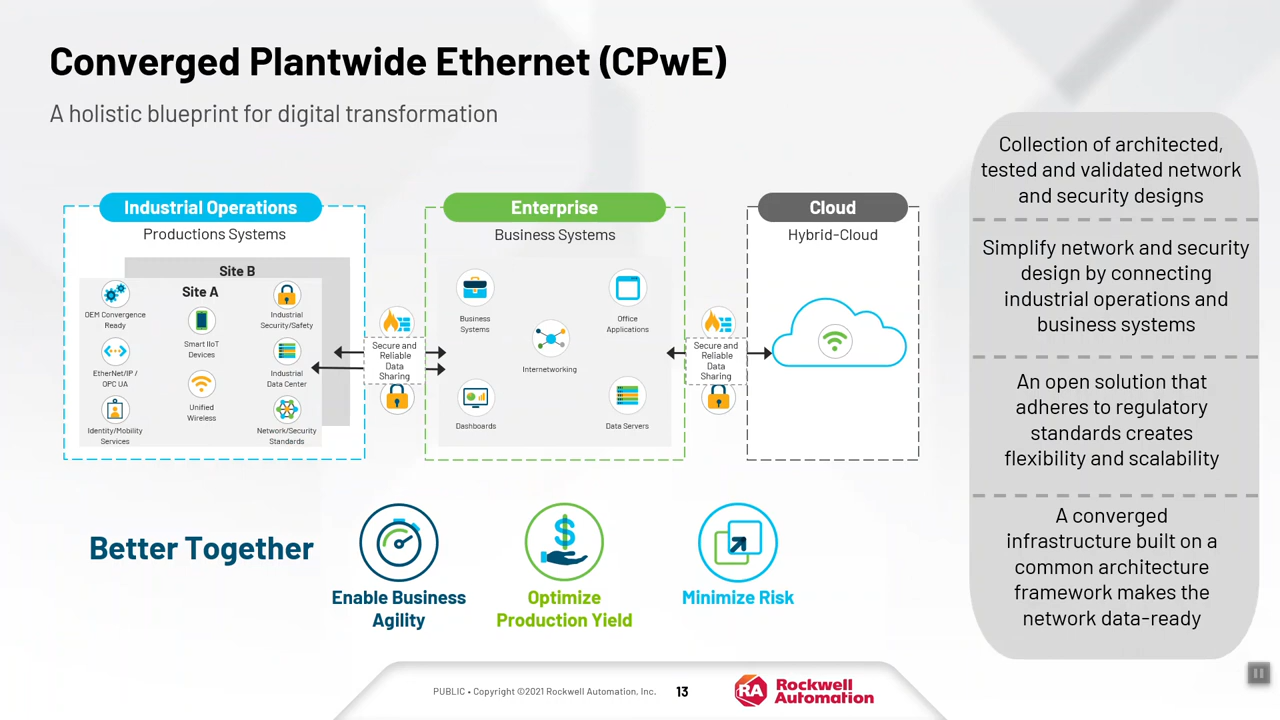 Converged Plantwide Ethernet (CPwE)
A holistic blueprint for digital transformation
Industrial Operations
Productions Systems
Site B
Site A
OEM Convergence
Ready
Smart IIoT
Devices
Industrial
Security/Safety
EtherNet/IP /
OPC UA
Unified
Wireless
Industrial
Data Center
Identity/Mobility
Services
Network/Security
Standards
Secure and
Reliable
Data
Sharing
Enterprise
Business Systems
Business
Systems
Office
Applications
Internetworking
Dashboards
Data Servers
Secure and
Reliable
Data
Sharing
Cloud
Hybrid-Cloud
Collection of architected,
tested and validated network
and security designs
Simplify network and security
design by connecting
industrial operations and
business systems
An open solution that
adheres to regulatory
standards creates
flexibility and scalability
A converged
infrastructure built on a
common architecture
framework makes the
network data-ready
Better Together
Enable Business
Agility
Optimize
Production Yield
Minimize Risk
PUBLIC • Copyright ©2021 Rockwell Automation, Inc.
13
RA
Rockwell
Automation